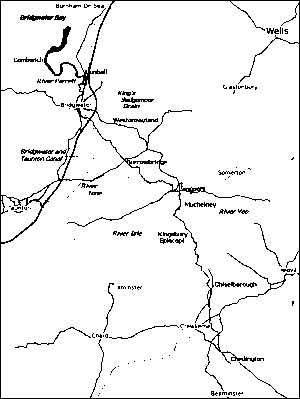 Burnham On Sea
Bridgwater Bay
Wells
Combwich
Dunball
River Parrett
Glastonbury
King's
Sedgemoor
Drain
Bridgwater
Westonzoyland
Bridgwater and
Taunton Canal
Burrowbridge
Somerton
River
Tone
Langport
Muchelney
River Yeo
Taunton
River Isle
Kingsbury
Episcopi
Yeovil
Ilminster
Chiselborough
Crewkerne
Chard
Chedington
Beaminster